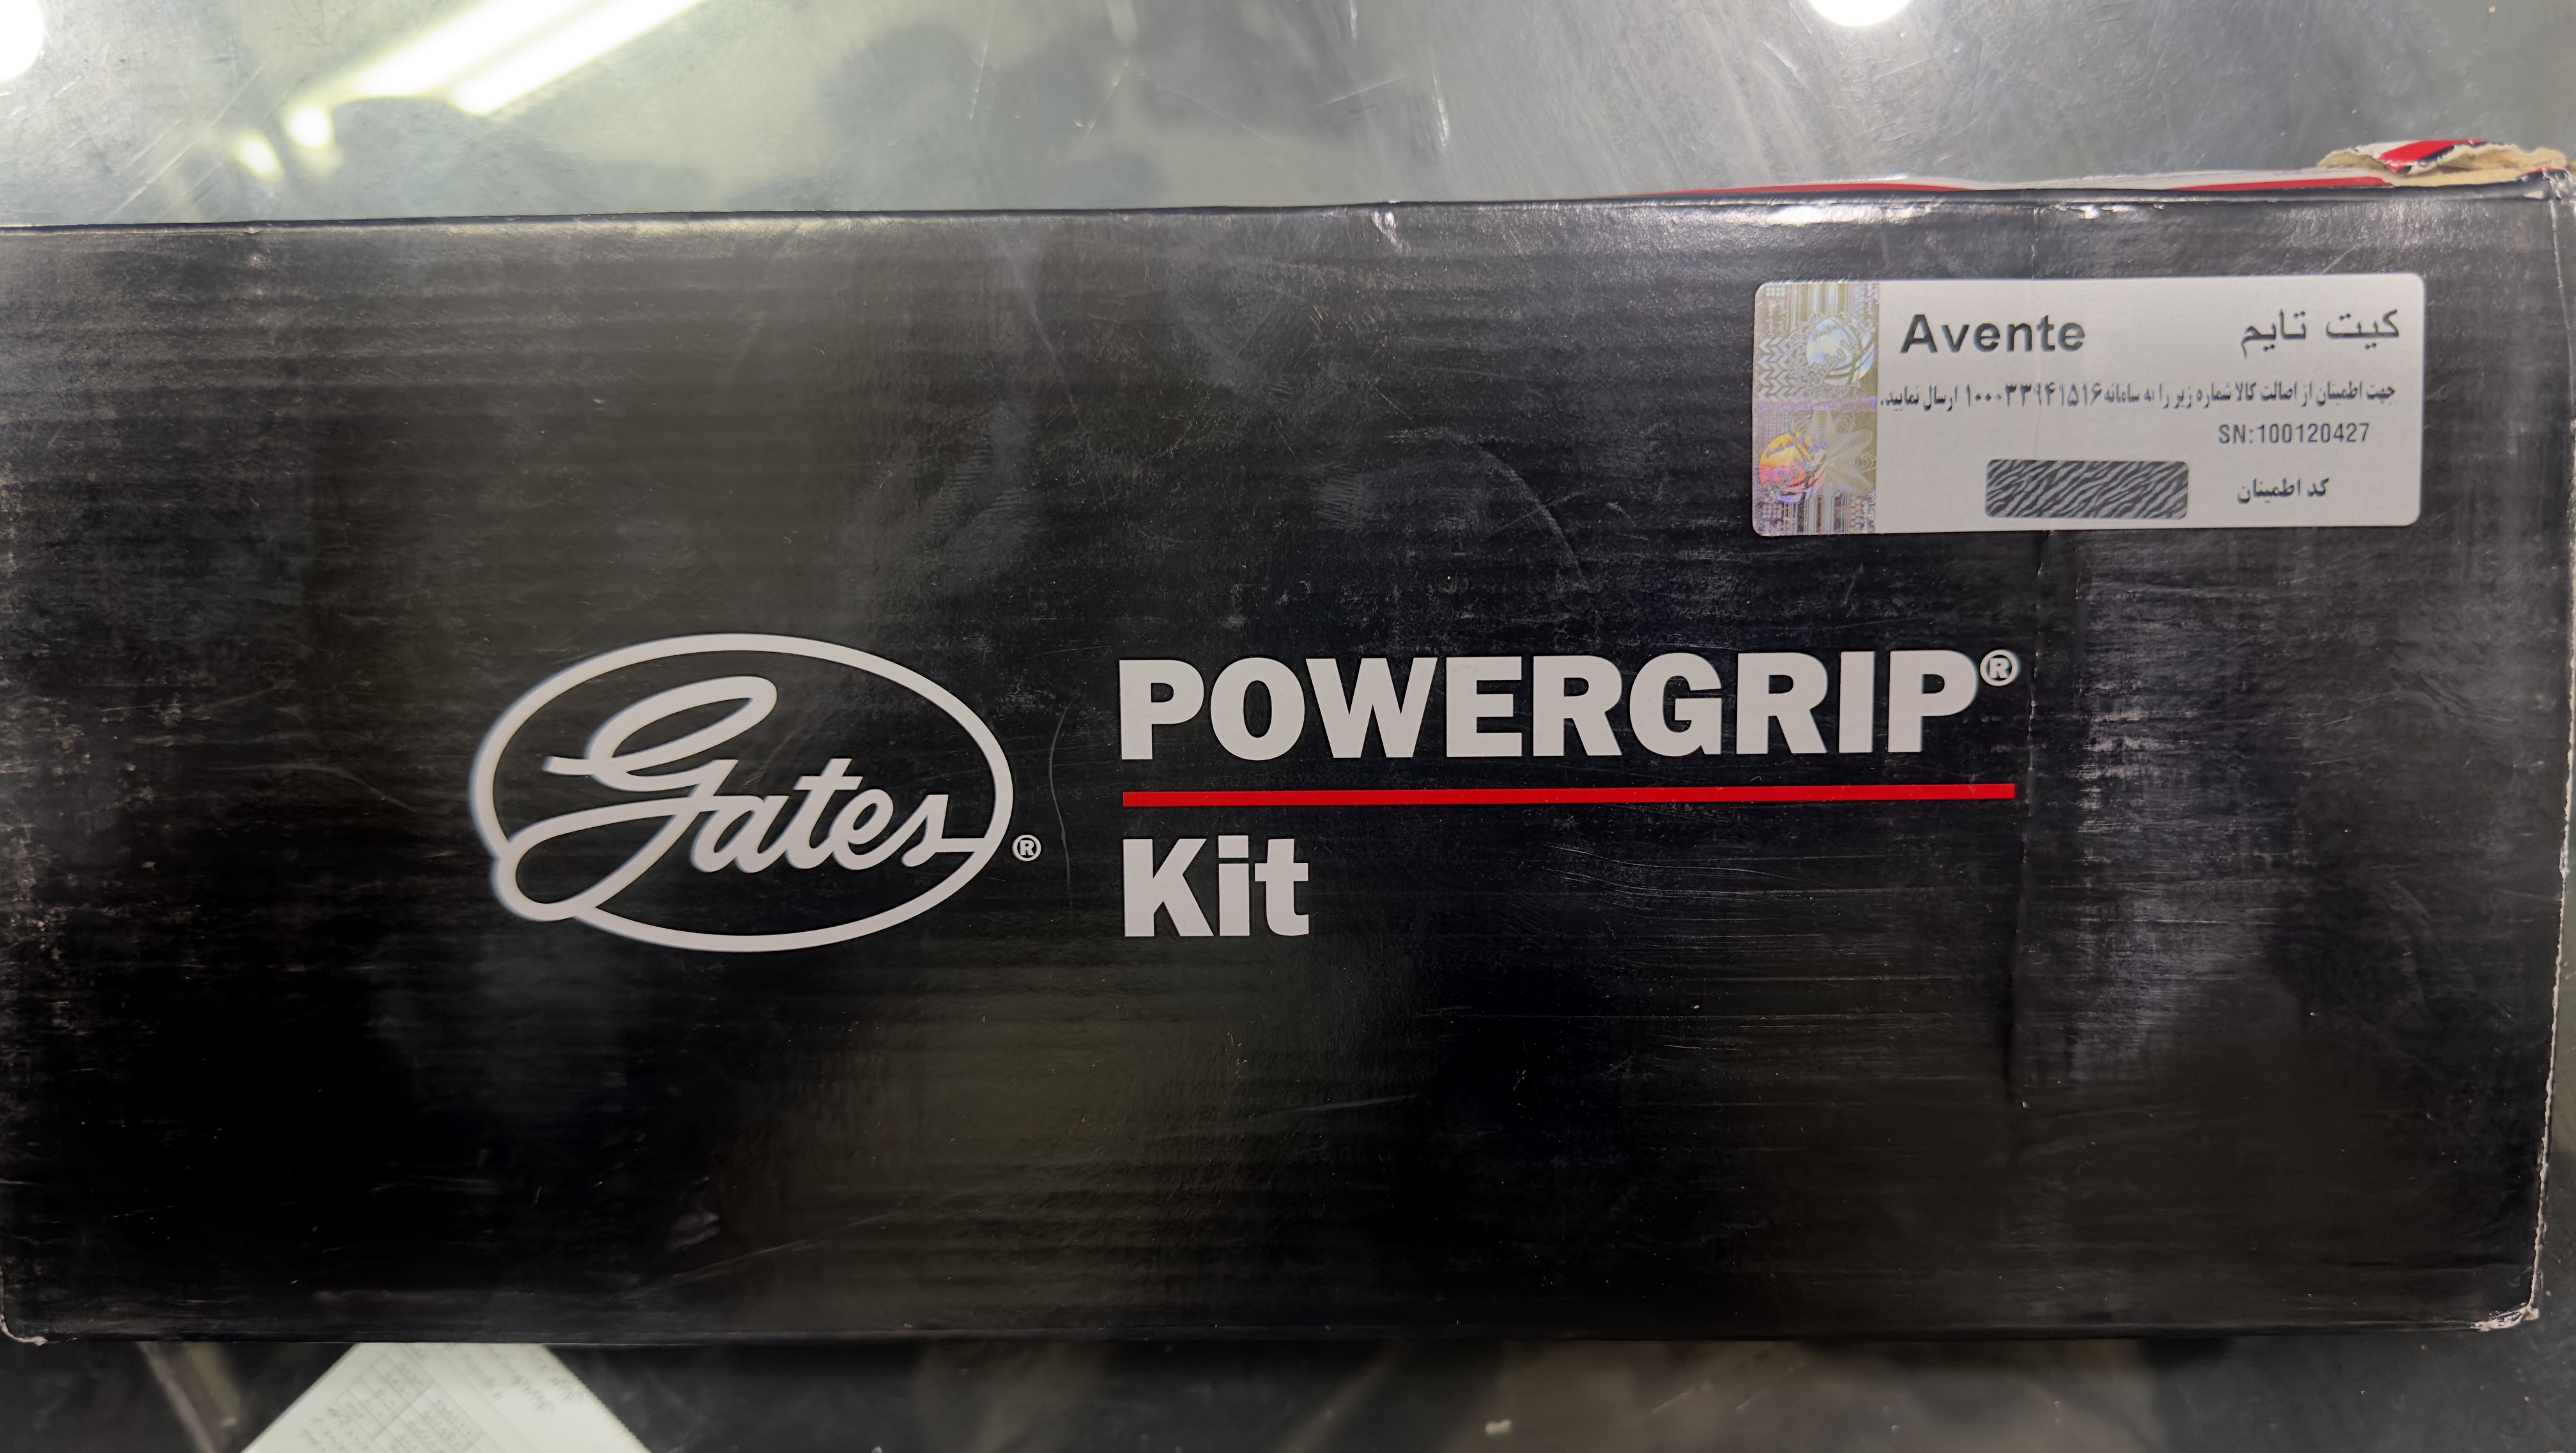 Avente کیت تایم
جهت اطمینان از اصالت کالا شماره زیر را به سامانه ۱۰۰۰۳۳۹۴۱۵۱۶ ارسال نمایید.
SN:100120427
کد اطمینان
Gates®
POWERGRIP®
Kit